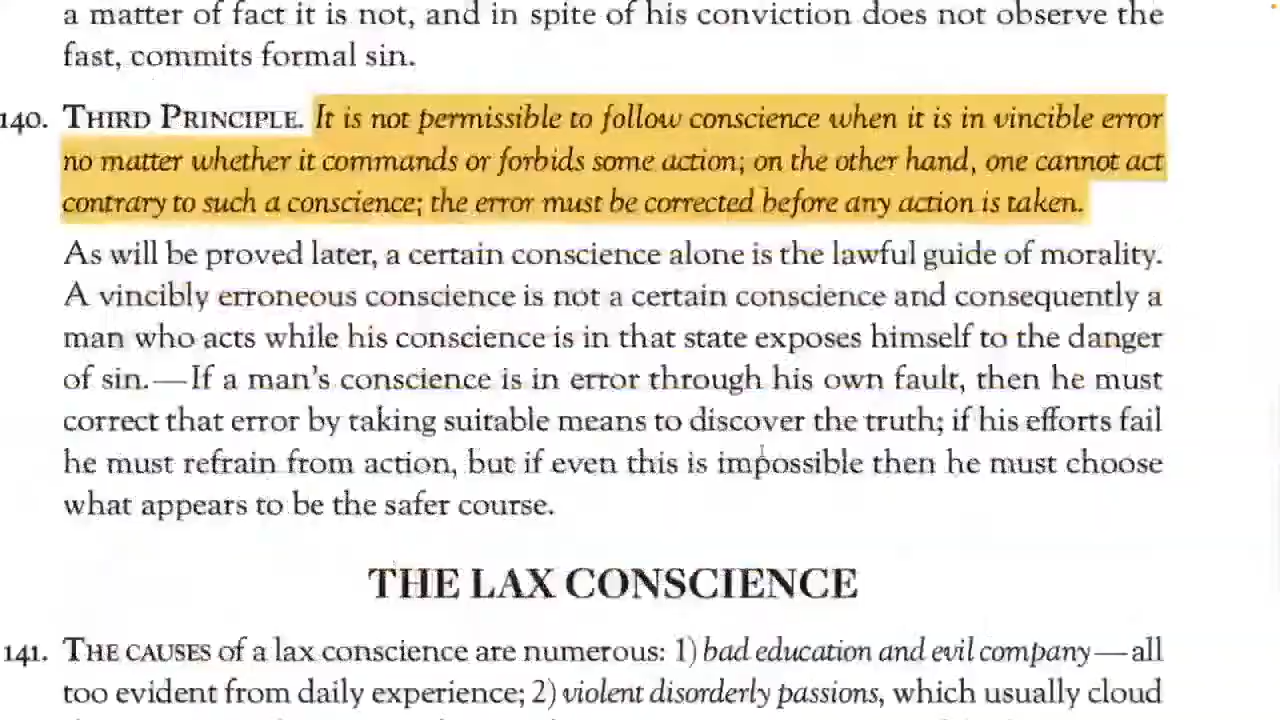 a matter of fact it is not, and in spite of his conviction does not observe the
fast, commits formal sin.
140. THIRD PRINCIPLE. It is not permissible to follow conscience when it is in vincible error
no matter whether it commands or forbids some action; on the other hand, one cannot act
contrary to such a conscience; the error must be corrected before any action is taken.
As will be proved later, a certain conscience alone is the lawful guide of morality.
A vincibly erroneous conscience is not a certain conscience and consequently a
man who acts while his conscience is in that state exposes himself to the danger
of sin.—If a man's conscience is in error through his own fault, then he must
correct that error by taking suitable means to discover the truth; if his efforts fail
he must refrain from action, but if even this is impossible then he must choose
what appears to be the safer course.
THE LAX CONSCIENCE
141. THE CAUSES of a lax conscience are numerous: 1) bad education and evil company—all
too evident from daily experience; 2) violent disorderly passions, which usually cloud